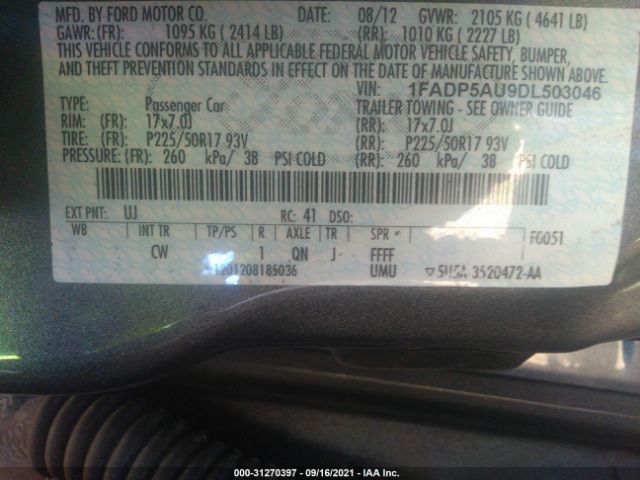 MFD. BY FORD MOTOR CO. DATE: 08/12 GVWR: 2105 KG ( 4641 LB)
GAWR: (FR): 1095 KG ( 2414 LB) (RR): 1010 KG ( 2227 LB)
THIS VEHICLE CONFORMS TO ALL APPLICABLE FEDERAL MOTOR VEHICLE SAFETY, BUMPER,
AND THEFT PREVENTION STANDARDS IN EFFECT ON THE DATE OF MANUFACTURE SHOWN ABOVE.
VIN: 1FADP5AU9DL503046
TYPE: Passenger Car TRAILER TOWING - SEE OWNER GUIDE
RIM: (FR): 17x7.0J (RR): 17x7.0J
TIRE: (FR): P225/50R17 93V (RR): P225/50R17 93V
PRESSURE: (FR): 260 kPa/ 38 PSI COLD (RR): 260 kPa/ 38 PSI COLD
EXT PNT: UJ RC: 41 DSO:
WB INT TR TP/PS R AXLE TR SPR F0051
CW 1 QN J FFFF
1201208185036 UMU 5U5A 3520472-AA
000-31270397 - 09/16/2021 - IAA Inc.